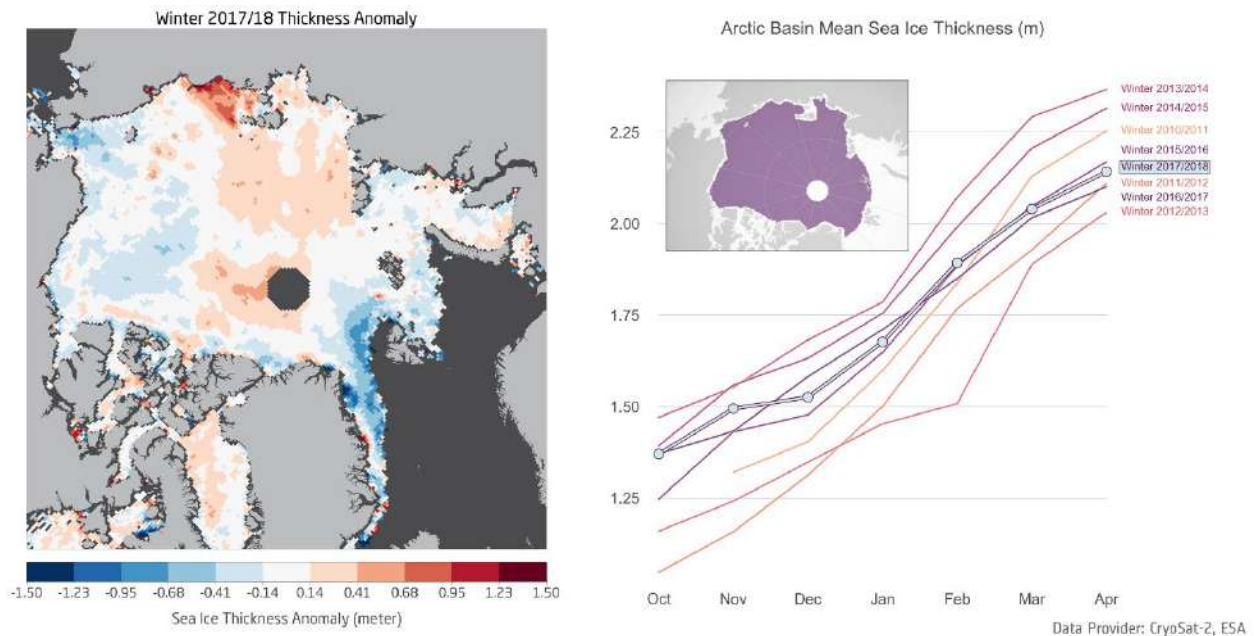 Winter 2017/18 Thickness Anomaly
-1.50 -1.23 -0.95 -0.68 -0.41 -0.14 0.14 0.41 0.68 0.95 1.23 1.50
Sea Ice Thickness Anomaly (meter)
Arctic Basin Mean Sea Ice Thickness (m)
2.25
2.00
1.75
1.50
1.25
Winter 2013/2014
Winter 2014/2015
Winter 2010/2011
Winter 2015/2016
Winter 2017/2018
Winter 2011/2012
Winter 2016/2017
Winter 2012/2013
Oct Nov Dec Jan Feb Mar Apr
Data Provider: CryoSat-2, ESA